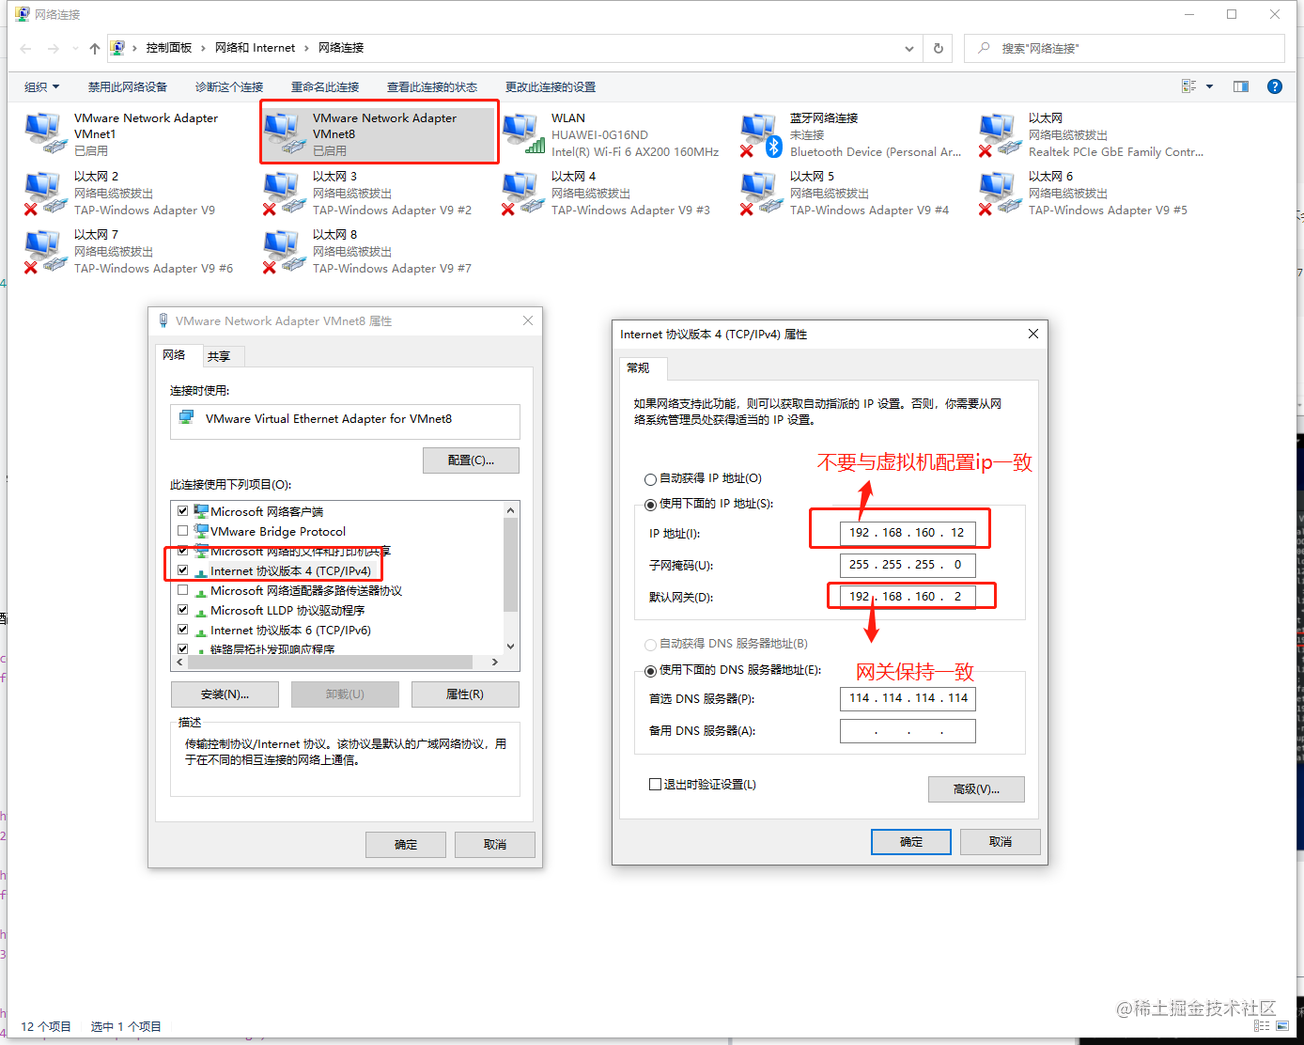 网络连接
控制面板 › 网络和 Internet › 网络连接
搜索"网络连接"
组织 禁用此网络设备 诊断这个连接 重命名此连接 查看此连接的状态 更改此连接的设置
VMware Network Adapter
VMnet1
已启用
VMware Network Adapter
VMnet8
已启用
WLAN
HUAWEI-0G16ND
Intel(R) Wi-Fi 6 AX200 160MHz
蓝牙网络连接
未连接
Bluetooth Device (Personal Ar...
以太网
网络电缆被拔出
Realtek PCIe GbE Family Contr...
以太网 2
网络电缆被拔出
TAP-Windows Adapter V9
以太网 3
网络电缆被拔出
TAP-Windows Adapter V9 #2
以太网 4
网络电缆被拔出
TAP-Windows Adapter V9 #3
以太网 5
网络电缆被拔出
TAP-Windows Adapter V9 #4
以太网 6
网络电缆被拔出
TAP-Windows Adapter V9 #5
以太网 7
网络电缆被拔出
TAP-Windows Adapter V9 #6
以太网 8
网络电缆被拔出
TAP-Windows Adapter V9 #7
VMware Network Adapter VMnet8 属性
网络 共享
连接时使用:
VMware Virtual Ethernet Adapter for VMnet8
配置(C)...
此连接使用下列项目(O):
Microsoft 网络客户端
VMware Bridge Protocol
Microsoft 网络的文件和打印机共享
Internet 协议版本 4 (TCP/IPv4)
Microsoft 网络适配器多路传送器协议
Microsoft LLDP 协议驱动程序
Internet 协议版本 6 (TCP/IPv6)
链路层拓扑发现响应程序
安装(N)... 卸载(U) 属性(R)
描述
传输控制协议/Internet 协议。该协议是默认的广域网络协议，用
于在不同的相互连接的网络上通信。
确定 取消
Internet 协议版本 4 (TCP/IPv4) 属性
常规
如果网络支持此功能，则可以获取自动指派的 IP 设置。否则，你需要从网
络系统管理员处获得适当的 IP 设置。
不要与虚拟机配置ip一致
自动获得 IP 地址(O)
使用下面的 IP 地址(S):
IP 地址(I): 192 . 168 . 160 . 12
子网掩码(U): 255 . 255 . 255 . 0
默认网关(D): 192 . 168 . 160 . 2
自动获得 DNS 服务器地址(B)
网关保持一致
使用下面的 DNS 服务器地址(E):
首选 DNS 服务器(P): 114 . 114 . 114 . 114
备用 DNS 服务器(A): . . .
退出时验证设置(L)
高级(V)...
确定 取消
12 个项目 选中 1 个项目
@稀土掘金技术社区